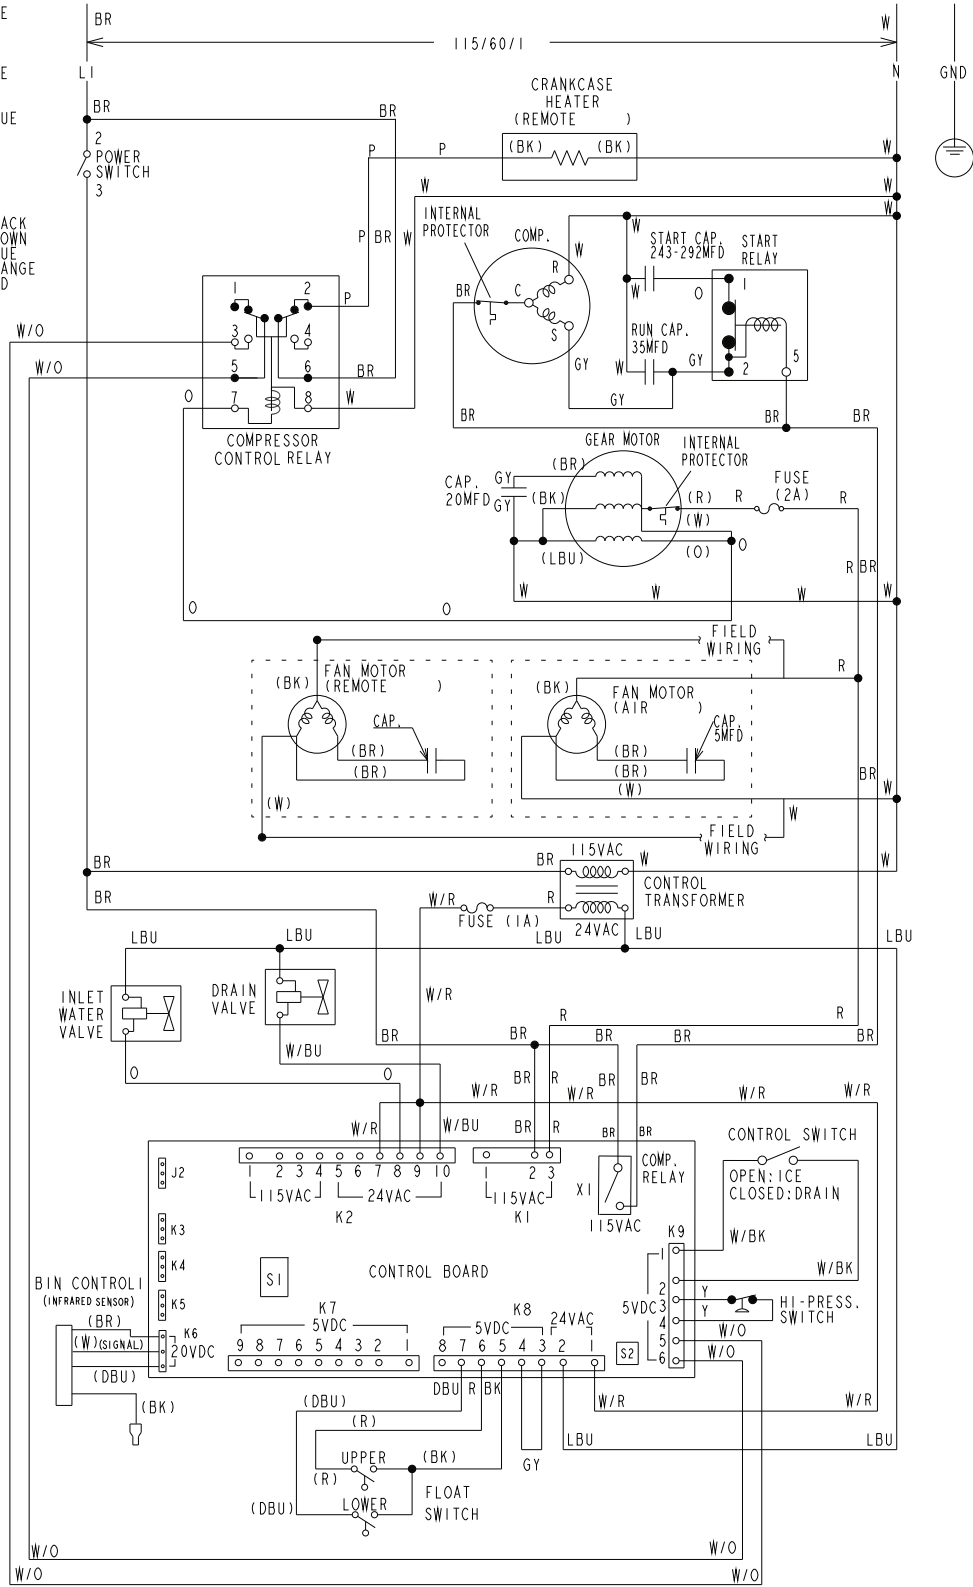 E
BR
W
115/60/1
E
L1
N
GND
UE
BR
BR
CRANKCASE
HEATER
(REMOTE )
2
POWER
SWITCH
3
P
P
(BK)
(BK)
W
W
W
W
ACK
OWN
UE
ANGE
D
INTERNAL
PROTECTOR
COMP.
W
START CAP.
243-292MFD
START
RELAY
P
BR
W
R
W
W
O
1
BR
C
S
1
2
P
W/O
3
4
RUN CAP.
35MFD
W
GY
5
2
W/O
5
6
BR
GY
O
7
8
W
GY
BR
BR
BR
COMPRESSOR
CONTROL RELAY
GEAR MOTOR
INTERNAL
PROTECTOR
CAP.
20MFD
GY
(BR)
GY
(BK)
(R)
R
FUSE
(2A)
R
(W)
(LBU)
(O)
O
R
BR
W
W
W
W
O
O
FIELD
WIRING
R
(BK)
FAN MOTOR
(REMOTE )
(BK)
FAN MOTOR
(AIR )
CAP.
CAP.
5MFD
(BR)
(BR)
(BR)
(BR)
BR
(W)
(W)
W
W
FIELD
WIRING
BR
BR
115VAC
W
W
CONTROL
TRANSFORMER
BR
W/R
FUSE (1A)
R
24VAC
LBU
LBU
LBU
LBU
LBU
INLET
WATER
VALVE
DRAIN
VALVE
W/R
R
R
BR
BR
BR
BR
W/BU
O
O
BR
R
BR
BR
W/R
W/R
W/R
W/R
W/R
W/BU
BR
R
BR
BR
CONTROL SWITCH
J2
1 2 3 4 5 6 7 8 9 10
115VAC
24VAC
K2
1 2 3
115VAC
K1
COMP.
RELAY
X1
115VAC
OPEN:ICE
CLOSED:DRAIN
K3
K4
K5
S1
CONTROL BOARD
K9
W/BK
W/BK
1
2
5VDC 3
4
5
6
Y
Y
HI-PRESS.
SWITCH
W/O
W/O
BIN CONTROL1
(INFRARED SENSOR)
(BR)
(W) (SIGNAL)
(DBU)
(BK)
K6
20VDC
K7
5VDC
9 8 7 6 5 4 3 2 1
K8
5VDC
24VAC
8 7 6 5 4 3 2 1
S2
DBU R BK
(DBU)
(R)
W/R
W/R
UPPER
(BK)
(R)
GY
LBU
LBU
(DBU)
LOWER
FLOAT
SWITCH
W/O
W/O
W/O
W/O